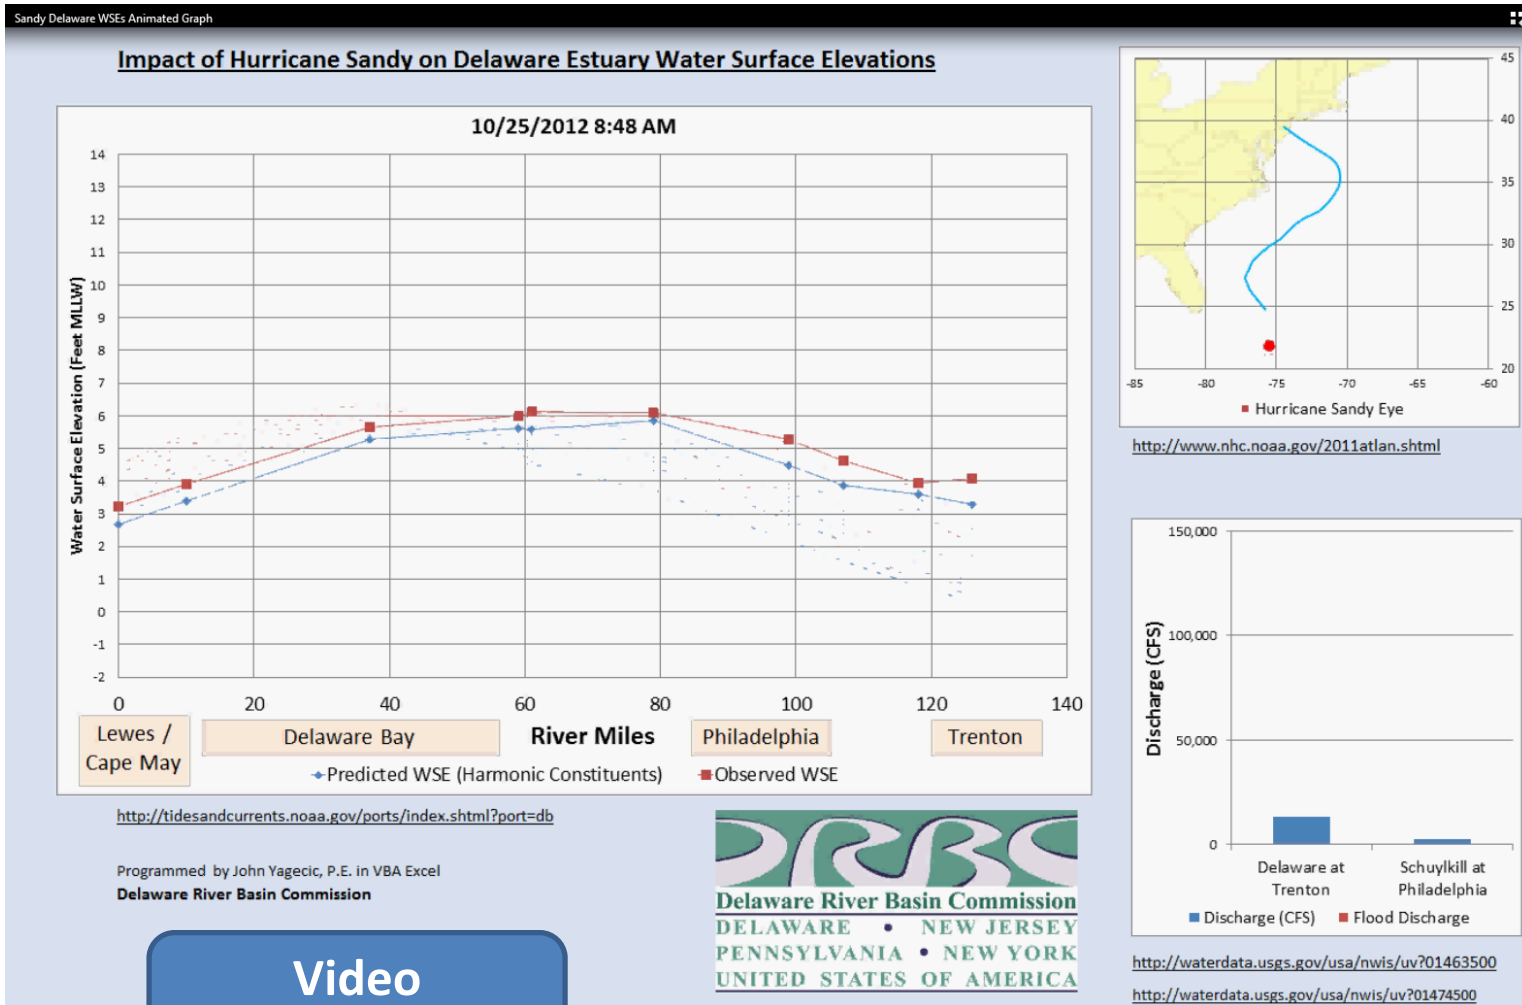 Sandy Delaware WSEs Animated Graph
Impact of Hurricane Sandy on Delaware Estuary Water Surface Elevations
10/25/2012 8:48 AM
Water Surface Elevation (Feet MLLW)
14
13
12
11
10
9
8
7
6
5
4
3
2
1
0
-1
-2
0 20 40 60 80 100 120 140
Lewes /
Cape May
Delaware Bay
River Miles
Philadelphia
Trenton
Predicted WSE (Harmonic Constituents) Observed WSE
http://tidesandcurrents.noaa.gov/ports/index.shtml?port=db
Programmed by John Yagecic, P.E. in VBA Excel
Delaware River Basin Commission
Video
DRBC
Delaware River Basin Commission
DELAWARE • NEW JERSEY
PENNSYLVANIA • NEW YORK
UNITED STATES OF AMERICA
45
40
35
30
25
20
-85 -80 -75 -70 -65 -60
Hurricane Sandy Eye
http://www.nhc.noaa.gov/2011atlan.shtml
Discharge (CFS)
150,000
100,000
50,000
0
Delaware at
Trenton
Schuylkill at
Philadelphia
Discharge (CFS) Flood Discharge
http://waterdata.usgs.gov/usa/nwis/uv?01463500
http://waterdata.usgs.gov/usa/nwis/uv?01474500